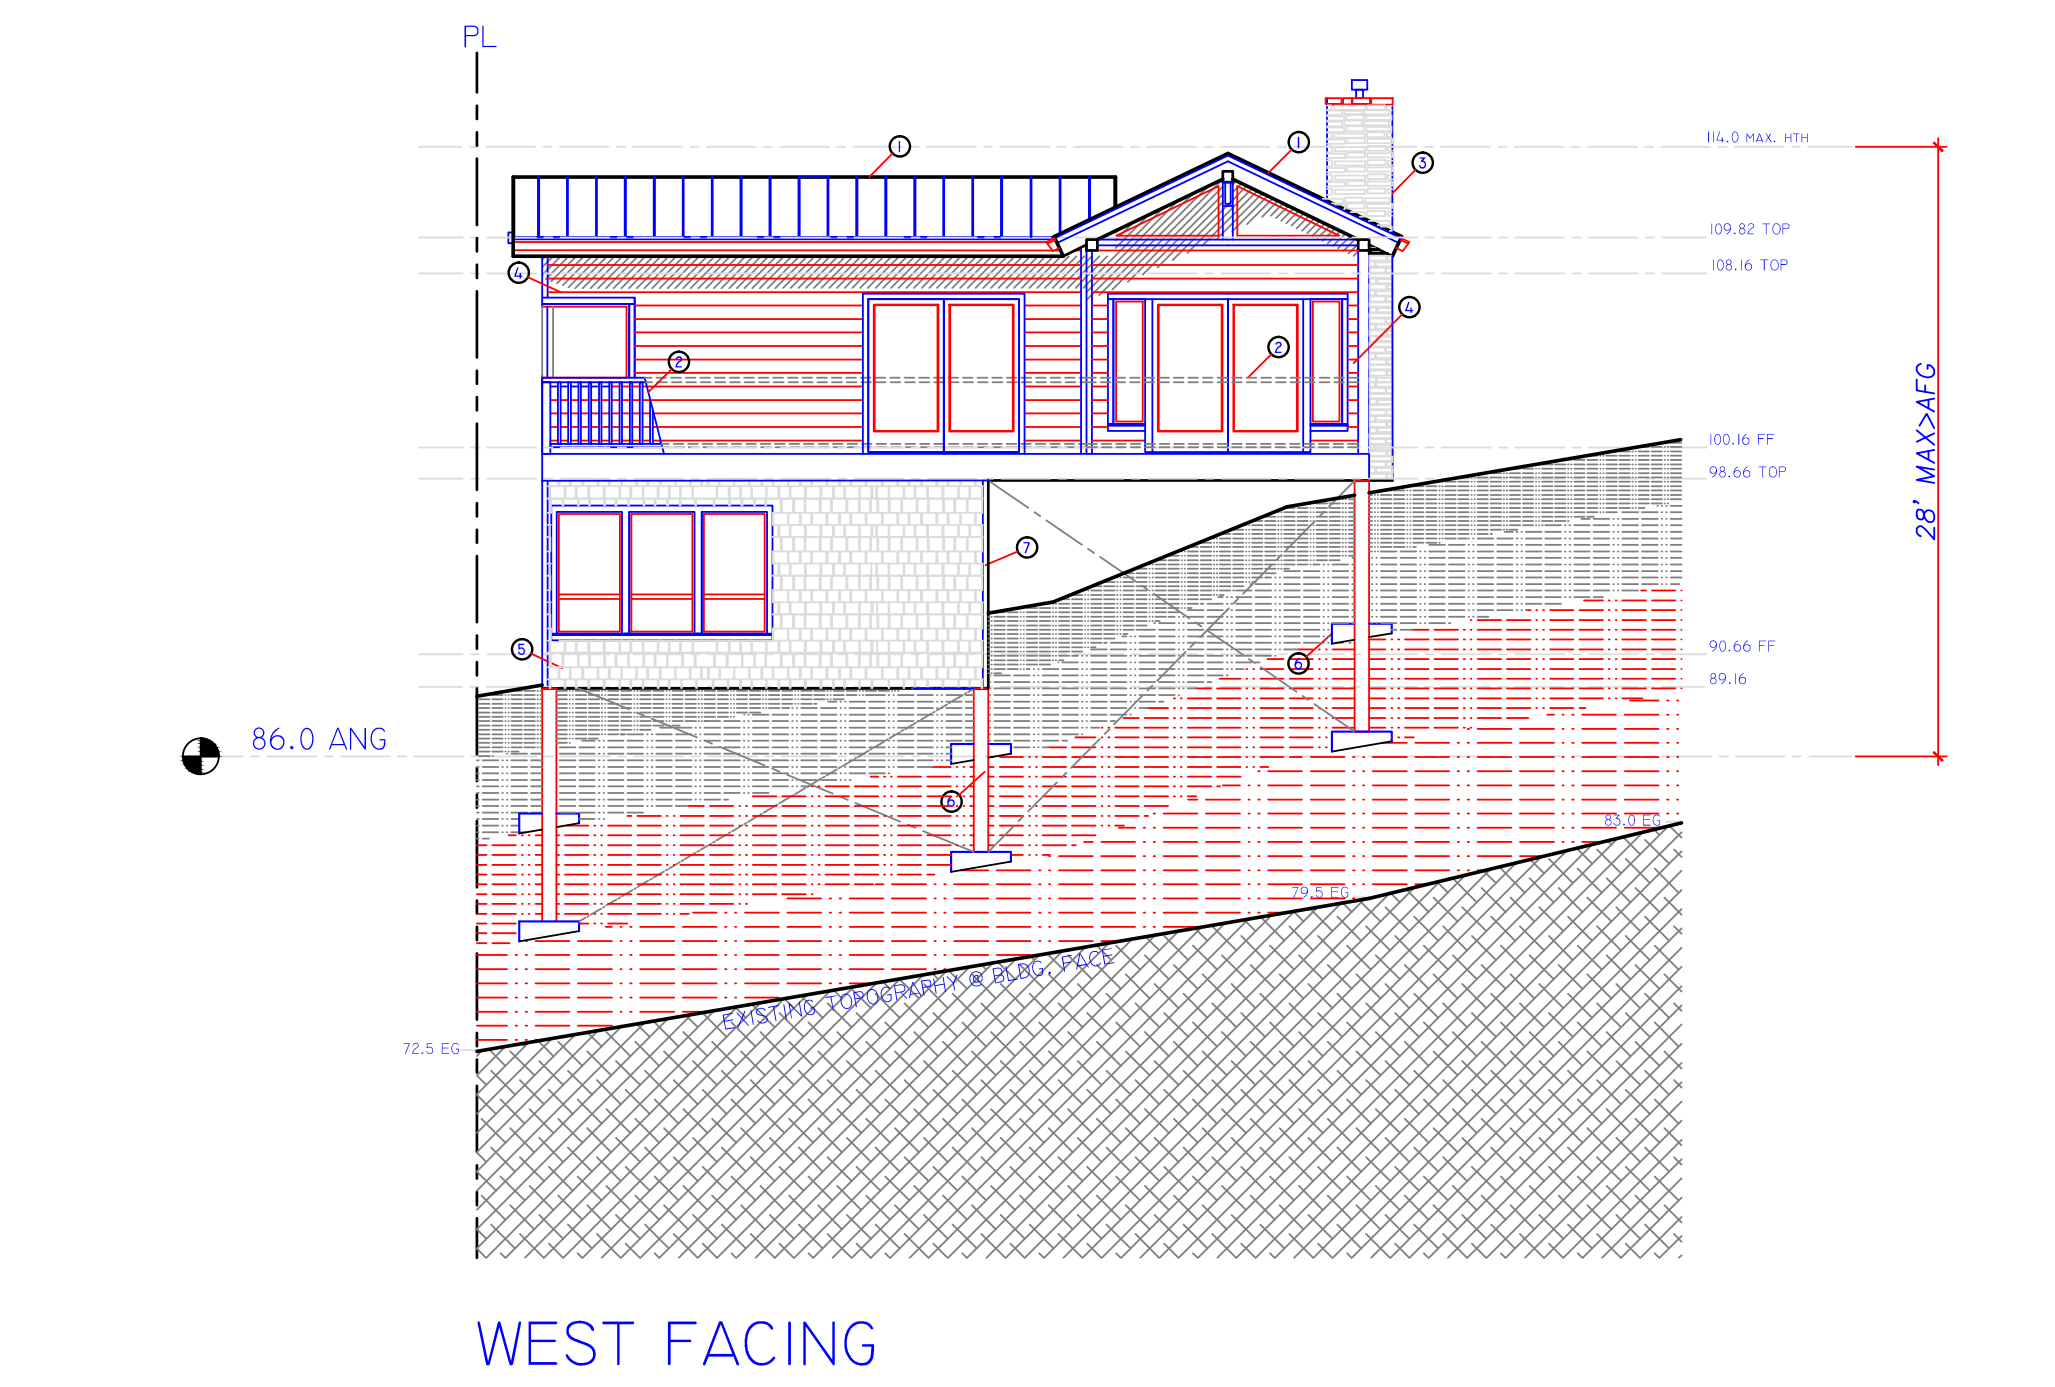 PL
1
1
3
114.0 MAX. HTH
109.82 TOP
108.16 TOP
4
4
2
2
28' MAX>AFG
100.16 FF
98.66 TOP
7
5
6
90.66 FF
89.16
86.0 ANG
6
83.0 EG
79.5 EG
EXISTING TOPOGRAPHY @ BLDG. FACE
72.5 EG
WEST FACING